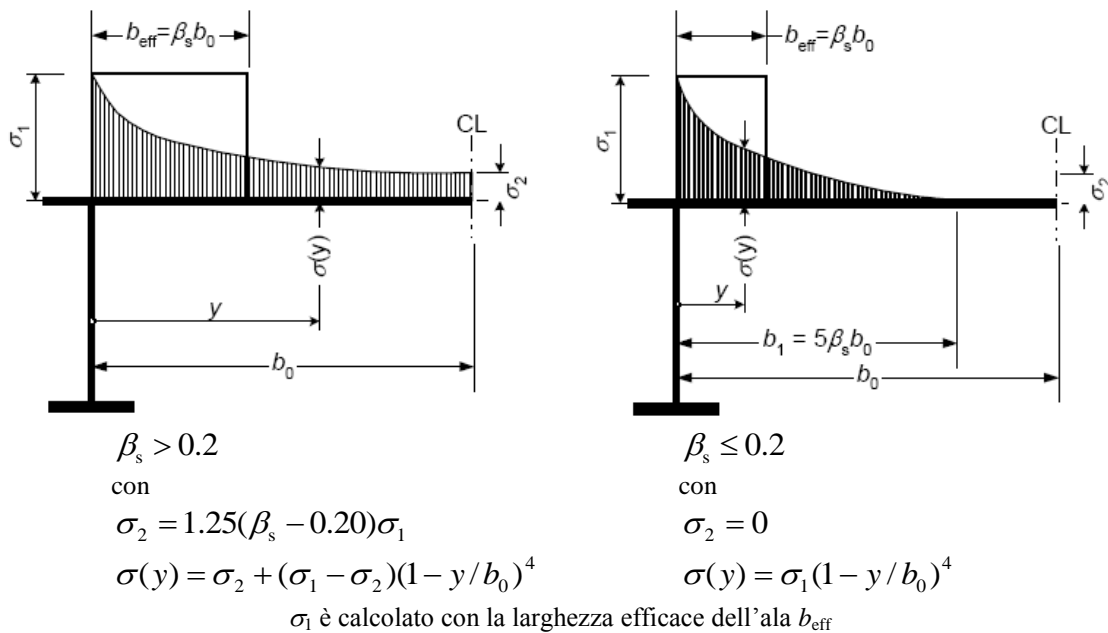 b_eff=β_s b_0
σ_1
CL
σ_2
σ(y)
y
b_0
β_s > 0.2
con
σ_2 = 1.25(β_s − 0.20)σ_1
σ(y) = σ_2 + (σ_1 − σ_2)(1 − y/b_0)^4
b_eff=β_s b_0
σ_1
CL
σ_2
σ(y)
y
b_1 = 5β_s b_0
b_0
β_s ≤ 0.2
con
σ_2 = 0
σ(y) = σ_1(1 − y/b_0)^4
σ_1 è calcolato con la larghezza efficace dell'ala b_eff